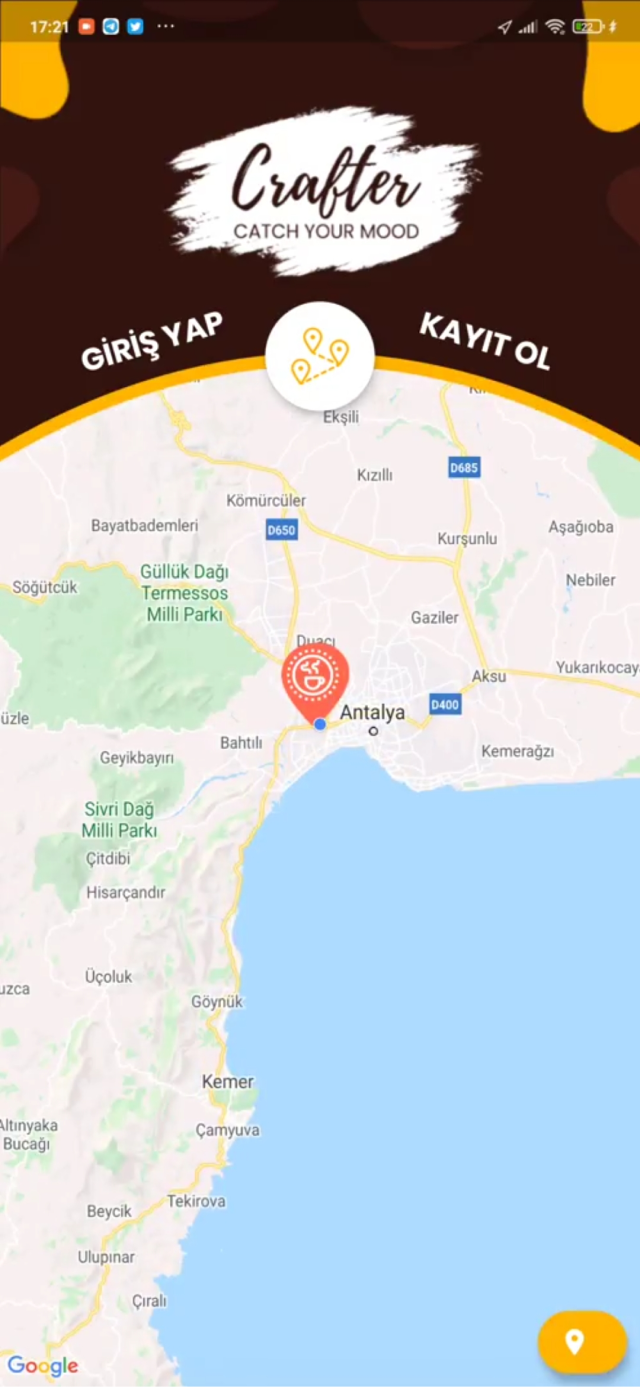 17:21
22
Crafter
CATCH YOUR MOOD
GİRİŞ YAP
KAYIT OL
Ekşili
D685
Kızıllı
Kömürcüler
Bayatbademleri
D650
Aşağıoba
Kurşunlu
Güllük Dağı
Termessos
Milli Parkı
Söğütcük
Nebiler
Gaziler
Duacı
Aksu
Yukarıkocay
D400
Antalya
üzle
Bahtılı
Kemerağzı
Geyikbayırı
Sivri Dağ
Milli Parkı
Çitdibi
Hisarçandır
Üçoluk
uzca
Göynük
Kemer
Altınyaka
Bucağı
Çamyuva
Tekirova
Beycik
Ulupınar
Çıralı
Google